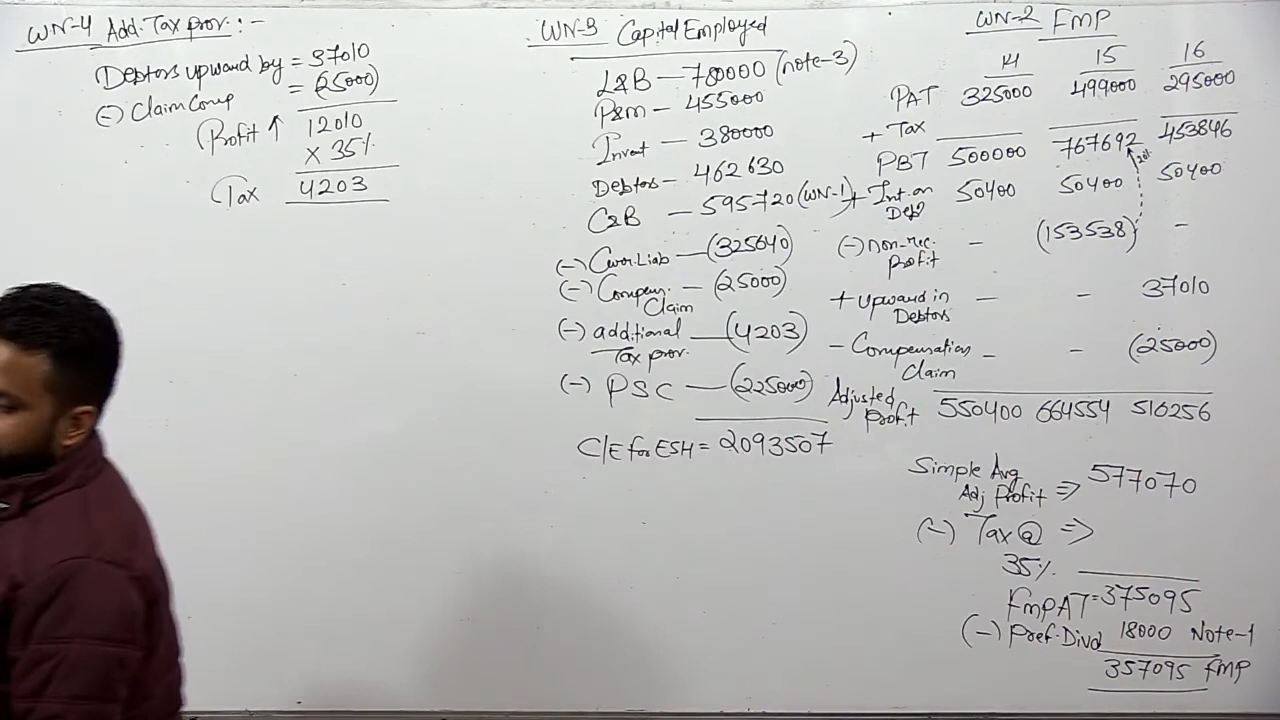 WN-4 Add. Tax prov. :-
Debtors upward by = 37010
(-) Claim Comp = (25000)
Profit ↑ 12010
X 35%
Tax 4203
WN-3 Capital Employed
L&B — 780000 (note-3)
P&M — 455000
Invent — 380000
Debtors — 462630
C&B — 595720 (WN-1)
(-) Curr. Liab — (325640)
(-) Compen. Claim — (25000)
(-) additional Tax prov. — (4203)
(-) PSC — (225000)
C/E for ESH = 2093507
WN-2 FMP
14 15 16
PAT 325000 499000 295000
+ Tax
PBT 500000 767692 453846
+ Int. on Deb? 50400 50400 50400
(-) non-rec. profit - (153538) -
+ upward in Debtors - - 37010
- Compensation Claim - - (25000)
Adjusted Profit 550400 664554 516256
Simple Avg Adj Profit ⇒ 577070
(-) Tax @ 35% ⇒
FMPAT = 375095
(-) Pref. Divd 18000 Note-1
357095 FMP